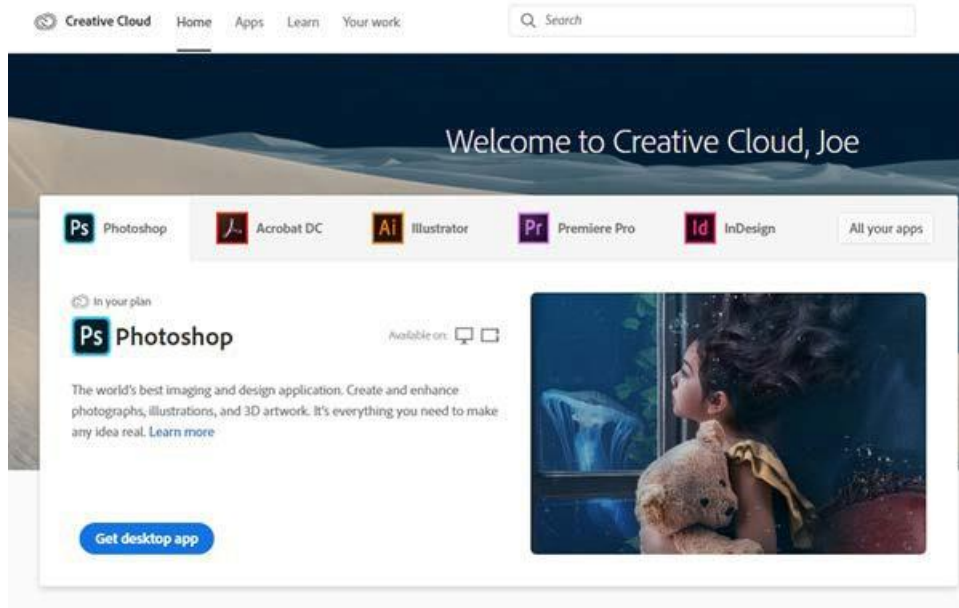 Creative Cloud Home Apps Learn Your work Search
Welcome to Creative Cloud, Joe
Ps Photoshop Acrobat DC Ai Illustrator Pr Premiere Pro Id InDesign All your apps
In your plan
Ps Photoshop Available on:
The world's best imaging and design application. Create and enhance
photographs, illustrations, and 3D artwork. It's everything you need to make
any idea real. Learn more
Get desktop app